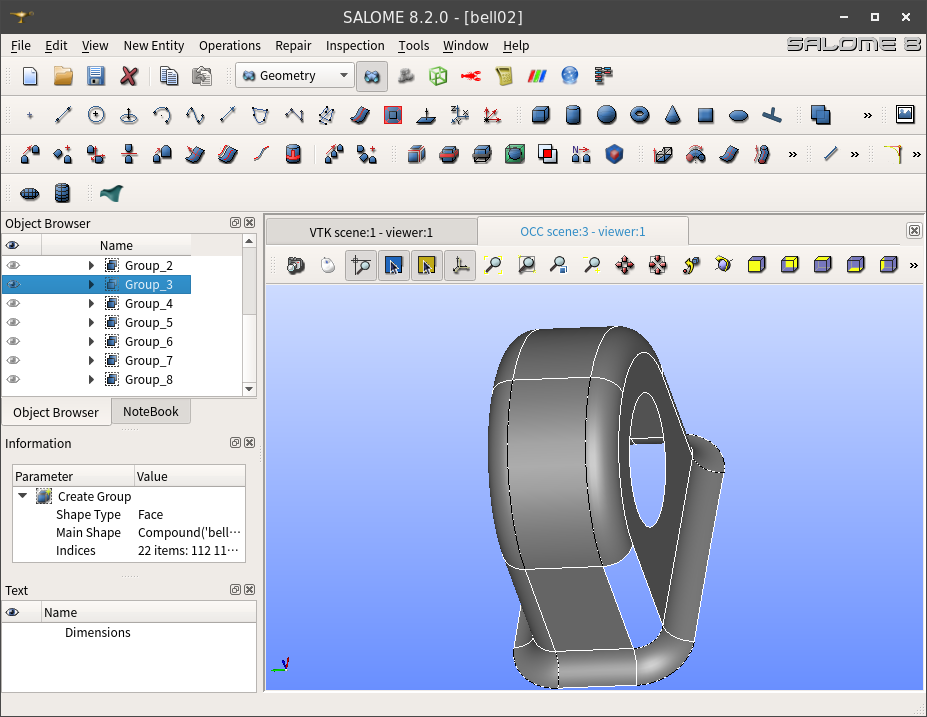 SALOME 8.2.0 - [bell02]
File Edit View New Entity Operations Repair Inspection Tools Window Help
SALOME 8
Geometry
Object Browser
Name
Group_2
Group_3
Group_4
Group_5
Group_6
Group_7
Group_8
Object Browser NoteBook
Information
Parameter Value
Create Group
Shape Type Face
Main Shape Compound('bell⋯
Indices 22 items: 112 11⋯
Text
Name
Dimensions
VTK scene:1 - viewer:1 OCC scene:3 - viewer:1